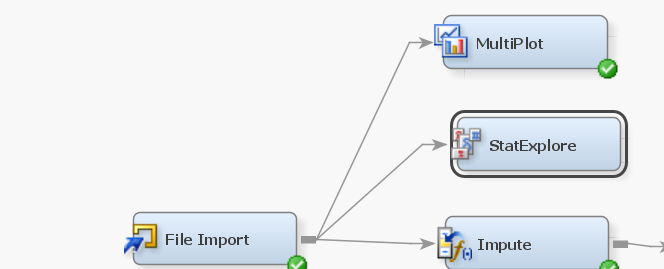 MultiPlot
StatExplore
File Import
Impute